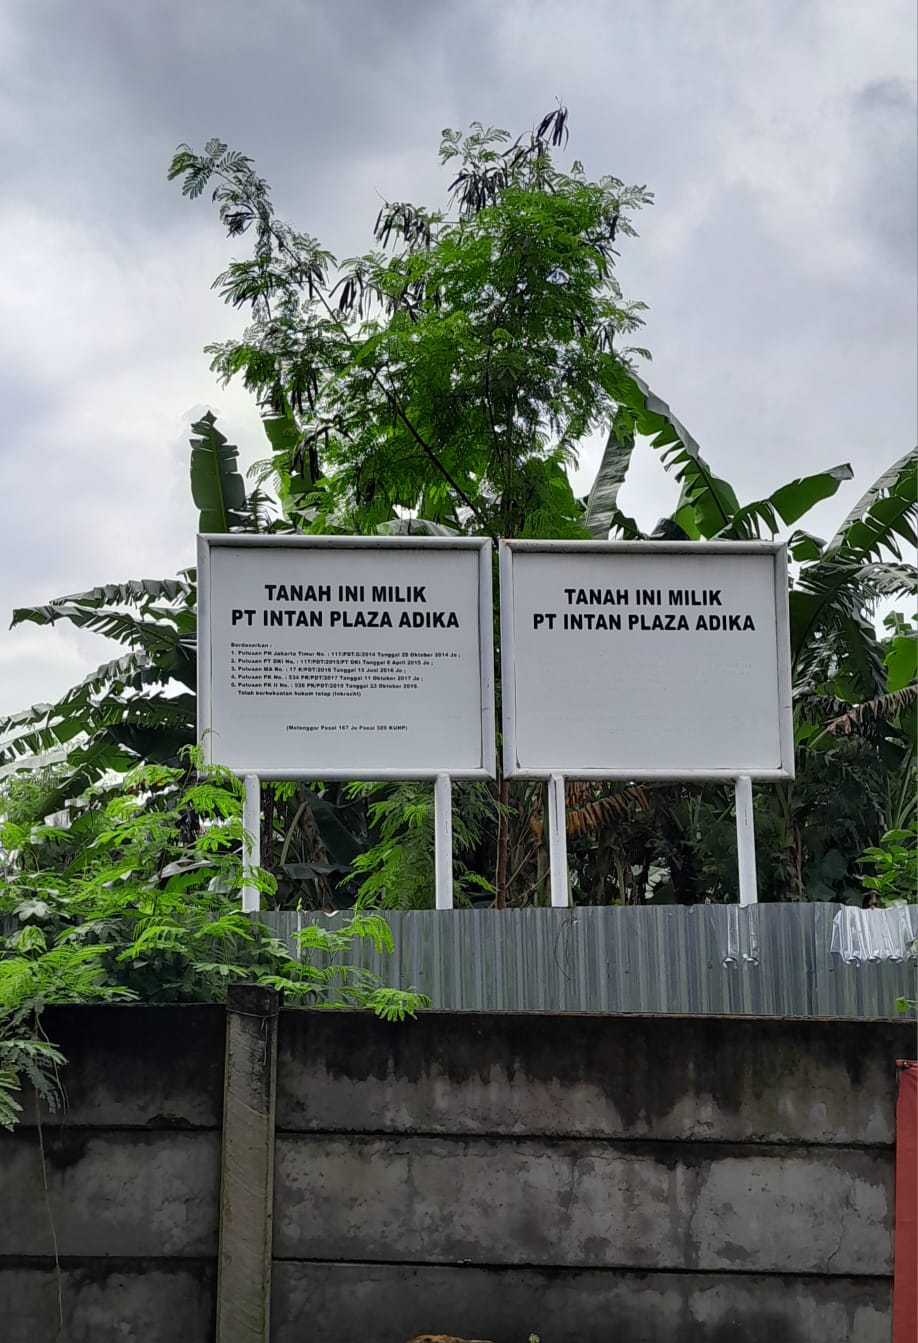 TANAH INI MILIK
PT INTAN PLAZA ADIKA
Berdasarkan :
1. Putusan PN Jakarta Timur No. : 117/PDT.G/2014 Tanggal 28 Oktober 2014 Jo ;
2. Putusan PT DKI No. : 117/PDT/2015/PT DKI Tanggal 8 April 2015 Jo ;
3. Putusan MA No. : 17 K/PDT/2016 Tanggal 15 Juni 2016 Jo ;
4. Putusan PK No. : 534 PK/PDT/2017 Tanggal 11 Oktober 2017 Jo ;
5. Putusan PK II No. : 526 PK/PDT/2019 Tanggal 23 Oktober 2019.
Telah berkekuatan hukum tetap (Inkracht)
(Melanggar Pasal 167 Jo Pasal 389 KUHP)
TANAH INI MILIK
PT INTAN PLAZA ADIKA